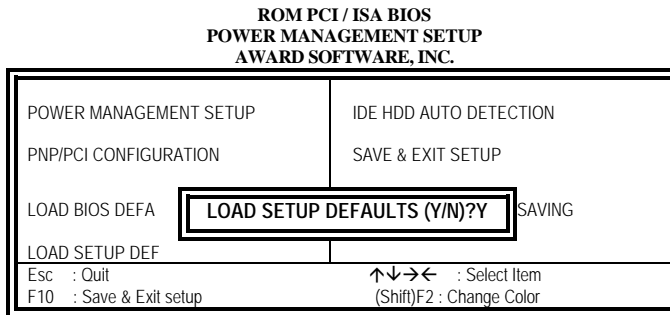 ROM PCI / ISA BIOS
POWER MANAGEMENT SETUP
AWARD SOFTWARE, INC.
POWER MANAGEMENT SETUP IDE HDD AUTO DETECTION
PNP/PCI CONFIGURATION SAVE & EXIT SETUP
LOAD BIOS DEFA LOAD SETUP DEFAULTS (Y/N)?Y SAVING
LOAD SETUP DEF
Esc : Quit ↑↓→← : Select Item
F10 : Save & Exit setup (Shift)F2 : Change Color